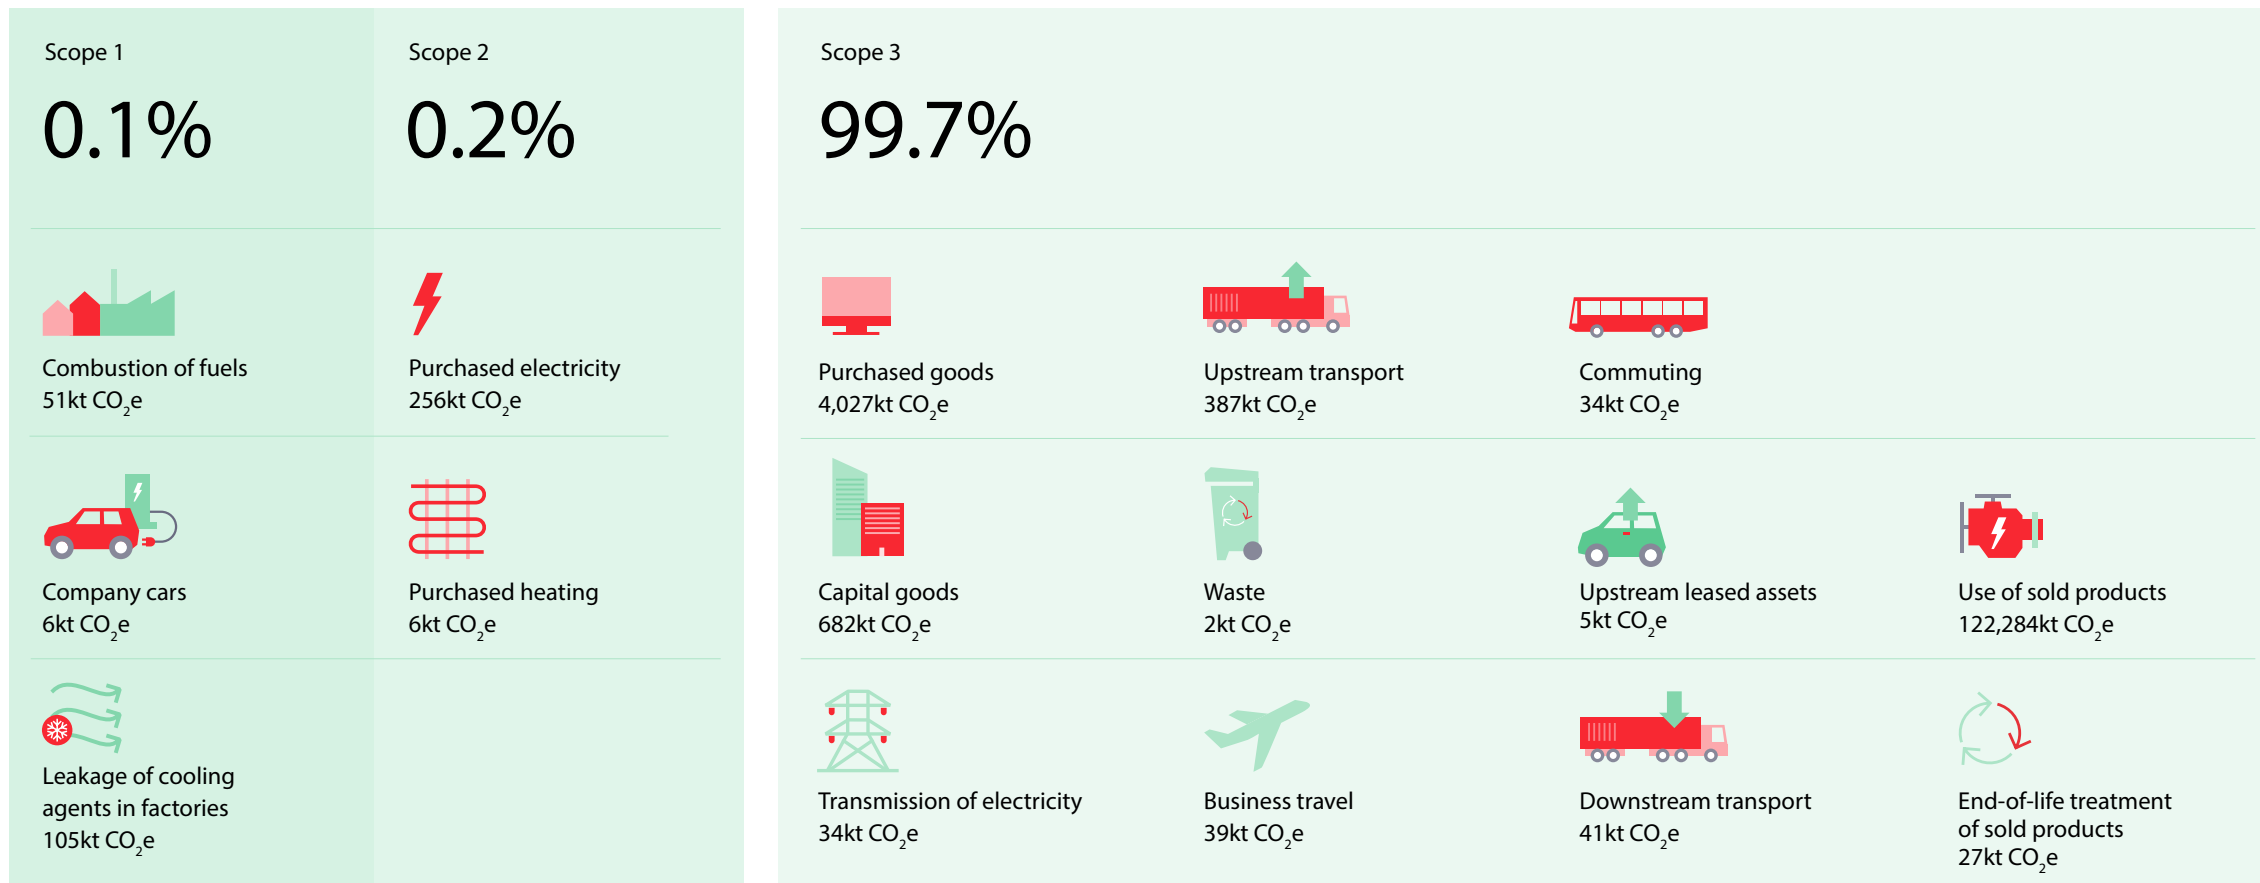 Scope 1
0.1%
Combustion of fuels
51kt CO₂e
Company cars
6kt CO₂e
Leakage of cooling
agents in factories
105kt CO₂e
Scope 2
0.2%
Purchased electricity
256kt CO₂e
Purchased heating
6kt CO₂e
Scope 3
99.7%
Purchased goods
4,027kt CO₂e
Upstream transport
387kt CO₂e
Commuting
34kt CO₂e
Capital goods
682kt CO₂e
Waste
2kt CO₂e
Upstream leased assets
5kt CO₂e
Use of sold products
122,284kt CO₂e
Transmission of electricity
34kt CO₂e
Business travel
39kt CO₂e
Downstream transport
41kt CO₂e
End-of-life treatment
of sold products
27kt CO₂e